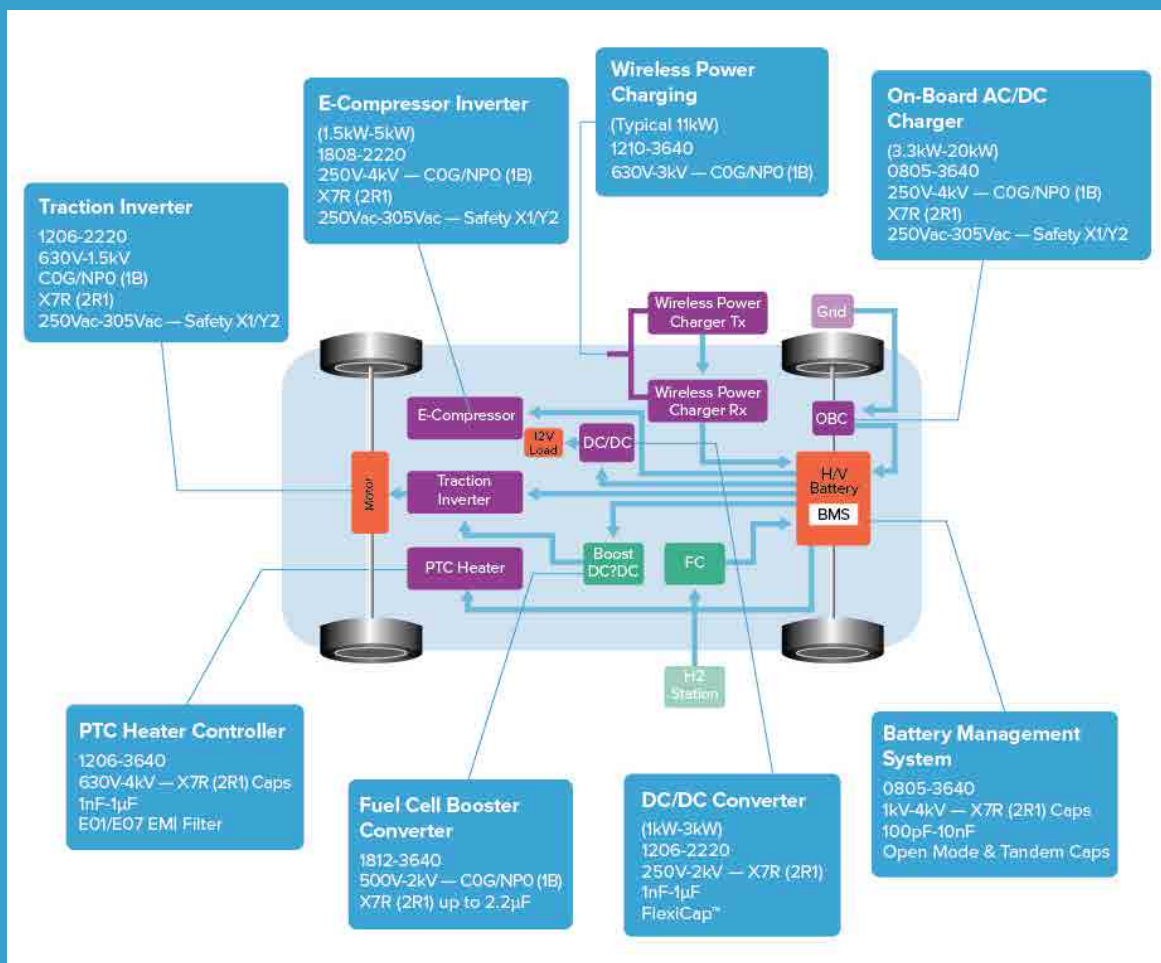 Wireless Power
Charging
(Typical 11kW)
1210-3640
630V-3kV — C0G/NP0 (1B)
E-Compressor Inverter
(1.5kW-5kW)
1808-2220
250V-4kV — C0G/NP0 (1B)
X7R (2R1)
250Vac-305Vac — Safety X1/Y2
On-Board AC/DC
Charger
(3.3kW-20kW)
0805-3640
250V-4kV — C0G/NP0 (1B)
X7R (2R1)
250Vac-305Vac — Safety X1/Y2
Traction Inverter
1206-2220
630V-1.5kV
C0G/NP0 (1B)
X7R (2R1)
250Vac-305Vac — Safety X1/Y2
Wireless Power
Charger Tx
Grid
Wireless Power
Charger Rx
E-Compressor
OBC
12V
Load
DC/DC
H/V
Battery
BMS
Motor
Traction
Inverter
PTC Heater
Boost
DC?DC
FC
H2
Station
PTC Heater Controller
1206-3640
630V-4kV — X7R (2R1) Caps
1nF-1µF
E01/E07 EMI Filter
Fuel Cell Booster
Converter
1812-3640
500V-2kV — C0G/NP0 (1B)
X7R (2R1) up to 2.2µF
DC/DC Converter
(1kW-3kW)
1206-2220
250V-2kV — X7R (2R1)
1nF-1µF
FlexiCap™
Battery Management
System
0805-3640
1kV-4kV — X7R (2R1) Caps
100pF-10nF
Open Mode & Tandem Caps